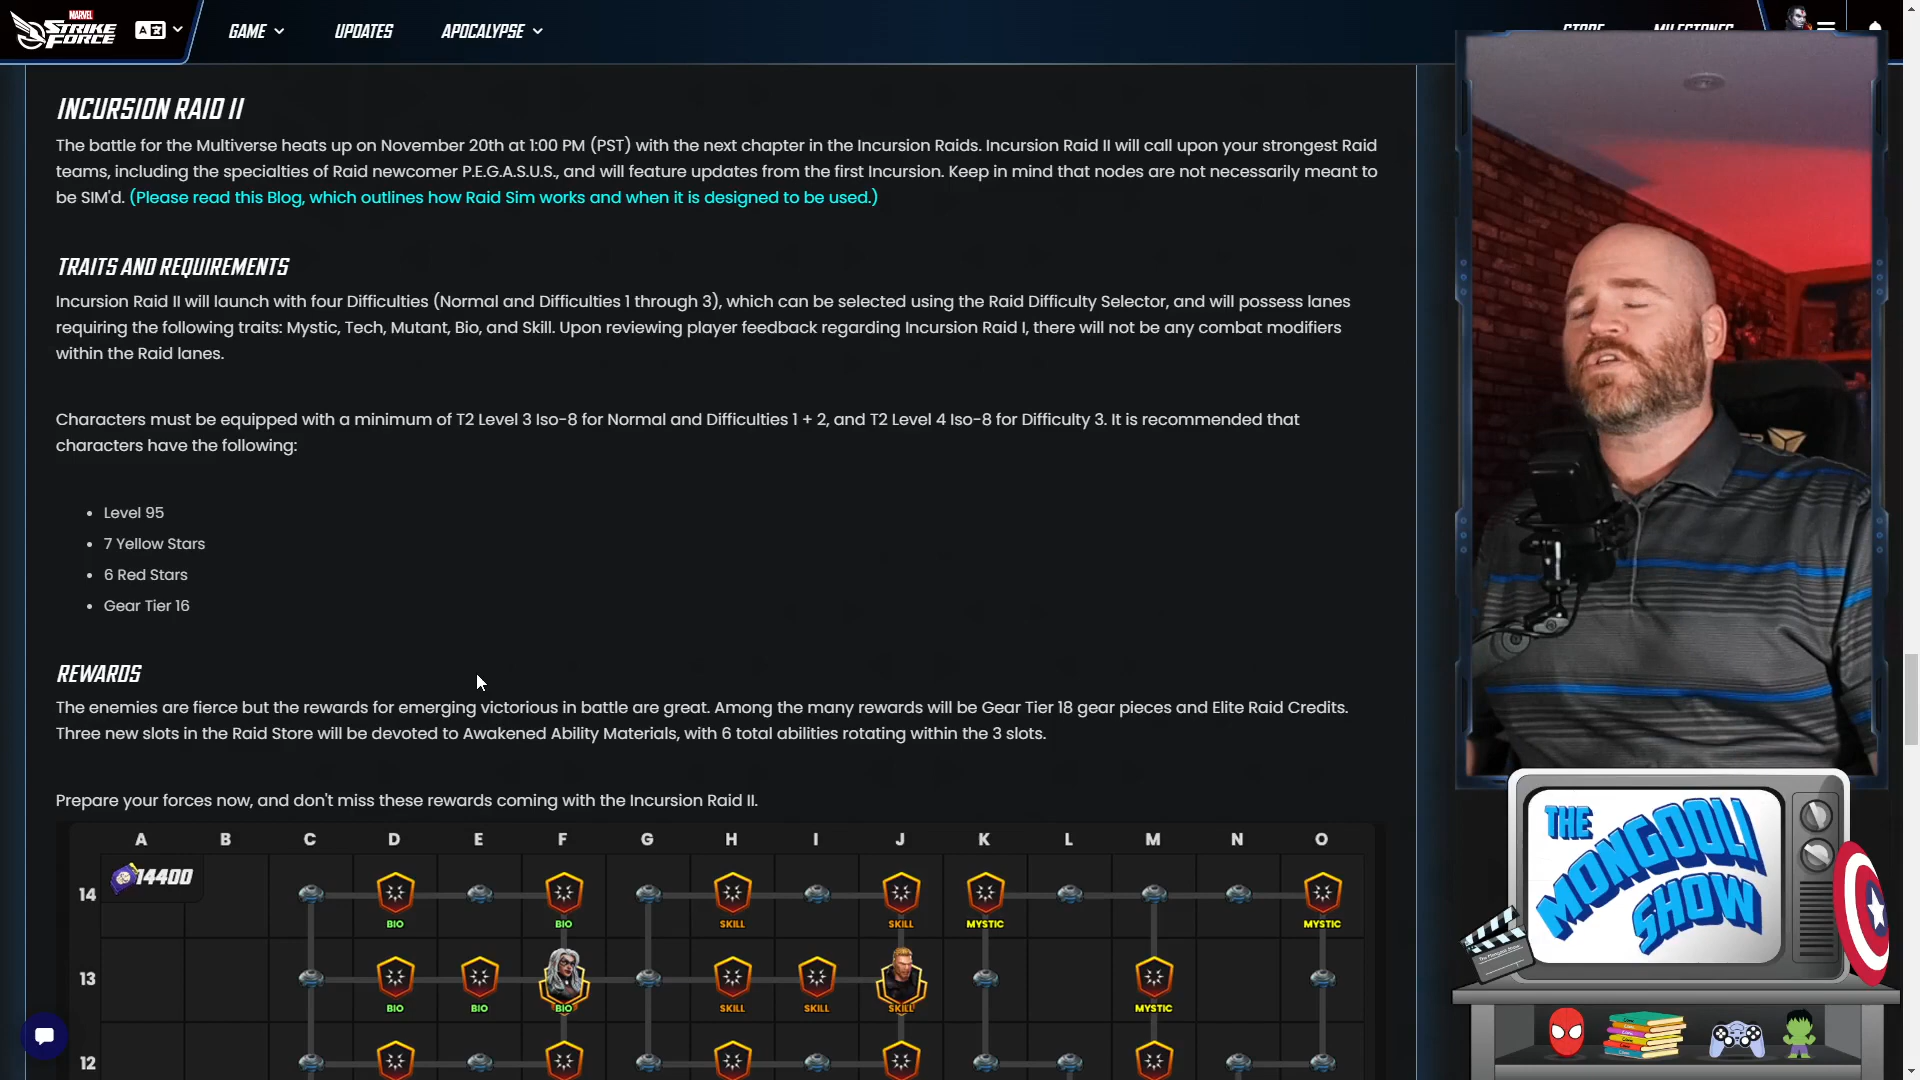 MARVEL
STRIKE
FORCE
GAME
UPDATES
APOCALYPSE
INCURSION RAID II
The battle for the Multiverse heats up on November 20th at 1:00 PM (PST) with the next chapter in the Incursion Raids. Incursion Raid II will call upon your strongest Raid
teams, including the specialties of Raid newcomer P.E.G.A.S.U.S., and will feature updates from the first Incursion. Keep in mind that nodes are not necessarily meant to
be SIM'd. (Please read this Blog, which outlines how Raid Sim works and when it is designed to be used.)
TRAITS AND REQUIREMENTS
Incursion Raid II will launch with four Difficulties (Normal and Difficulties 1 through 3), which can be selected using the Raid Difficulty Selector, and will possess lanes
requiring the following traits: Mystic, Tech, Mutant, Bio, and Skill. Upon reviewing player feedback regarding Incursion Raid I, there will not be any combat modifiers
within the Raid lanes.
Characters must be equipped with a minimum of T2 Level 3 Iso-8 for Normal and Difficulties 1 + 2, and T2 Level 4 Iso-8 for Difficulty 3. It is recommended that
characters have the following:
• Level 95
• 7 Yellow Stars
• 6 Red Stars
• Gear Tier 16
REWARDS
The enemies are fierce but the rewards for emerging victorious in battle are great. Among the many rewards will be Gear Tier 18 gear pieces and Elite Raid Credits.
Three new slots in the Raid Store will be devoted to Awakened Ability Materials, with 6 total abilities rotating within the 3 slots.
Prepare your forces now, and don't miss these rewards coming with the Incursion Raid II.
A B C D E F G H I J K L M N O
14 14400
BIO BIO SKILL SKILL MYSTIC MYSTIC
13
BIO BIO BIO SKILL SKILL SKILL MYSTIC
12
THE
MONGOOLI
SHOW